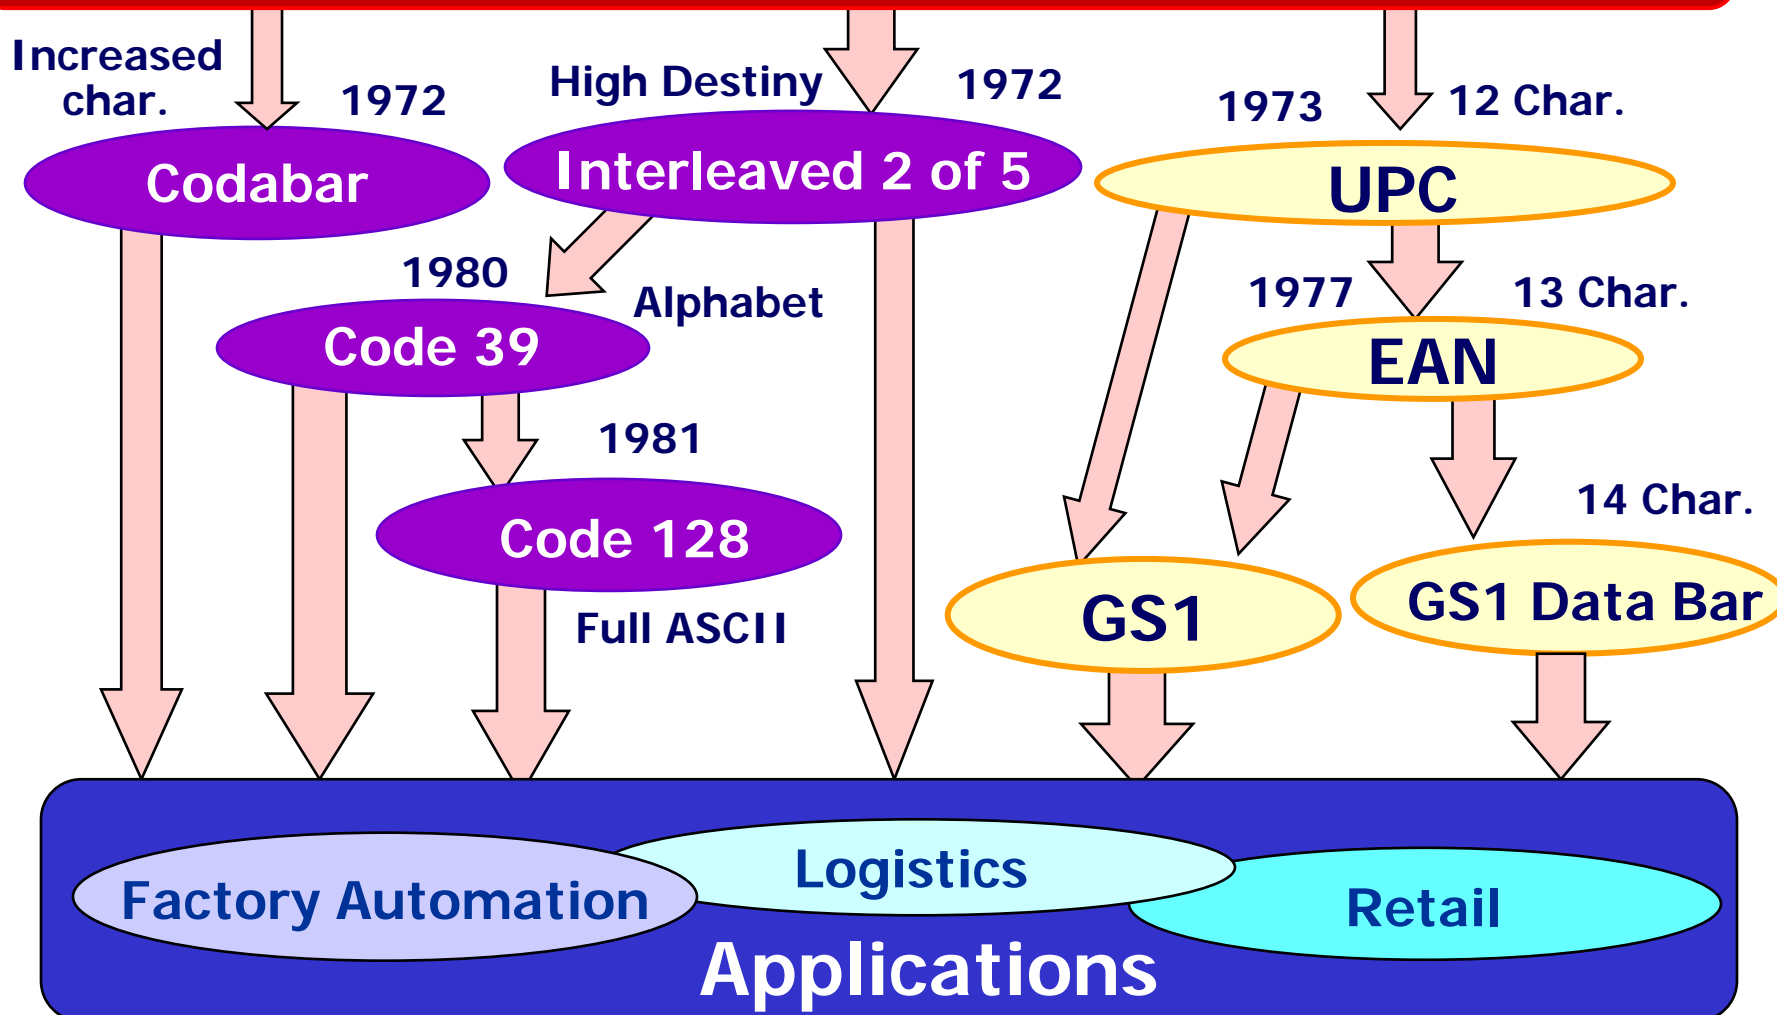 Increased
char.
1972
High Destiny
1972
1973
12 Char.
Codabar
Interleaved 2 of 5
UPC
1980
Alphabet
1977
13 Char.
Code 39
EAN
1981
14 Char.
Code 128
Full ASCII
GS1
GS1 Data Bar
Factory Automation
Logistics
Retail
Applications